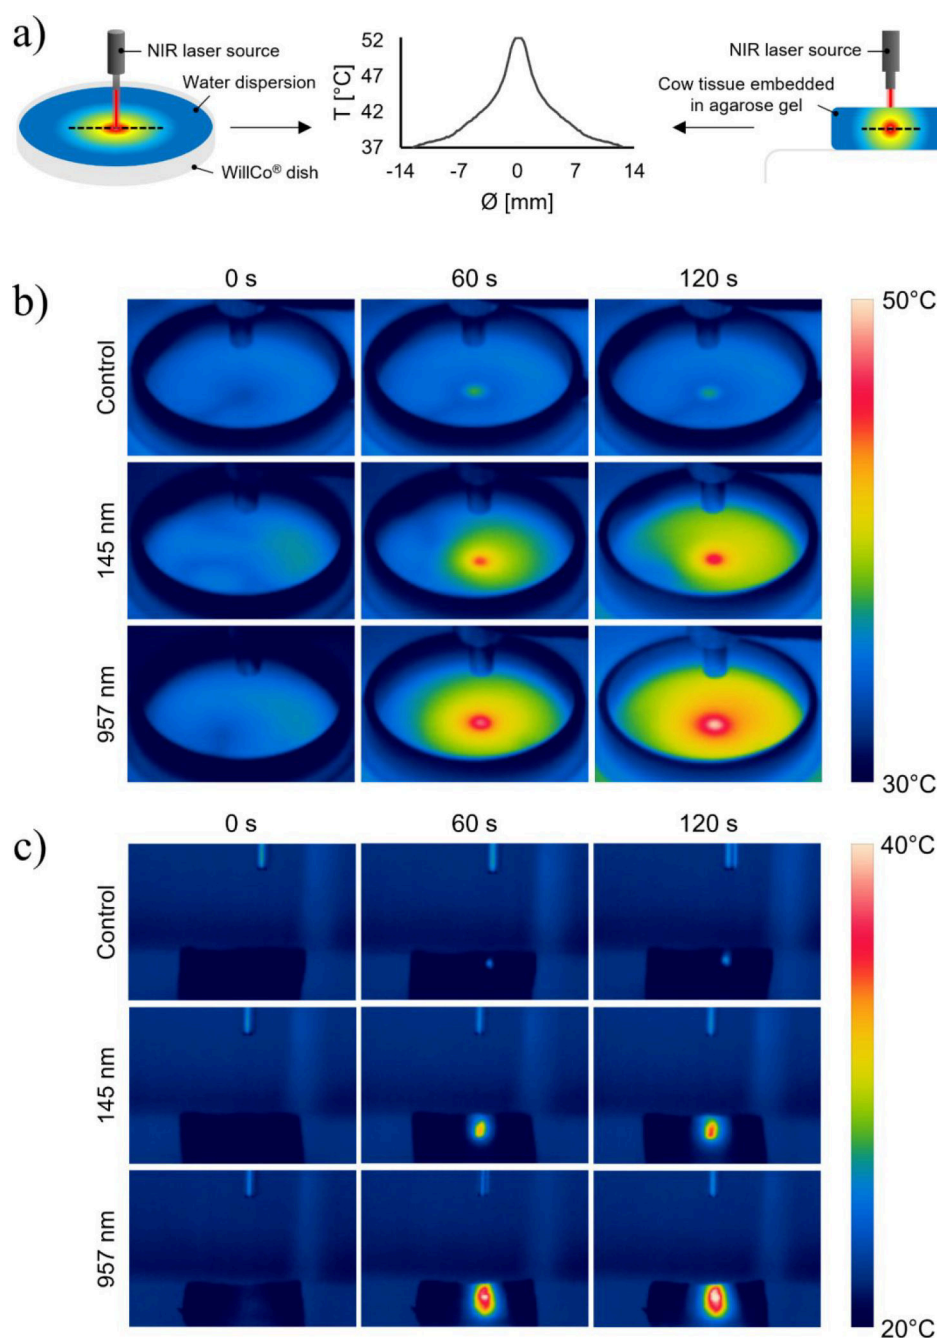 a)
NIR laser source
Water dispersion
WillCo® dish
T [°C]
52
47
42
37
-14 -7 0 7 14
Ø [mm]
NIR laser source
Cow tissue embedded
in agarose gel
b)
0 s 60 s 120 s
Control
145 nm
957 nm
50°C
30°C
c)
0 s 60 s 120 s
Control
145 nm
957 nm
40°C
20°C